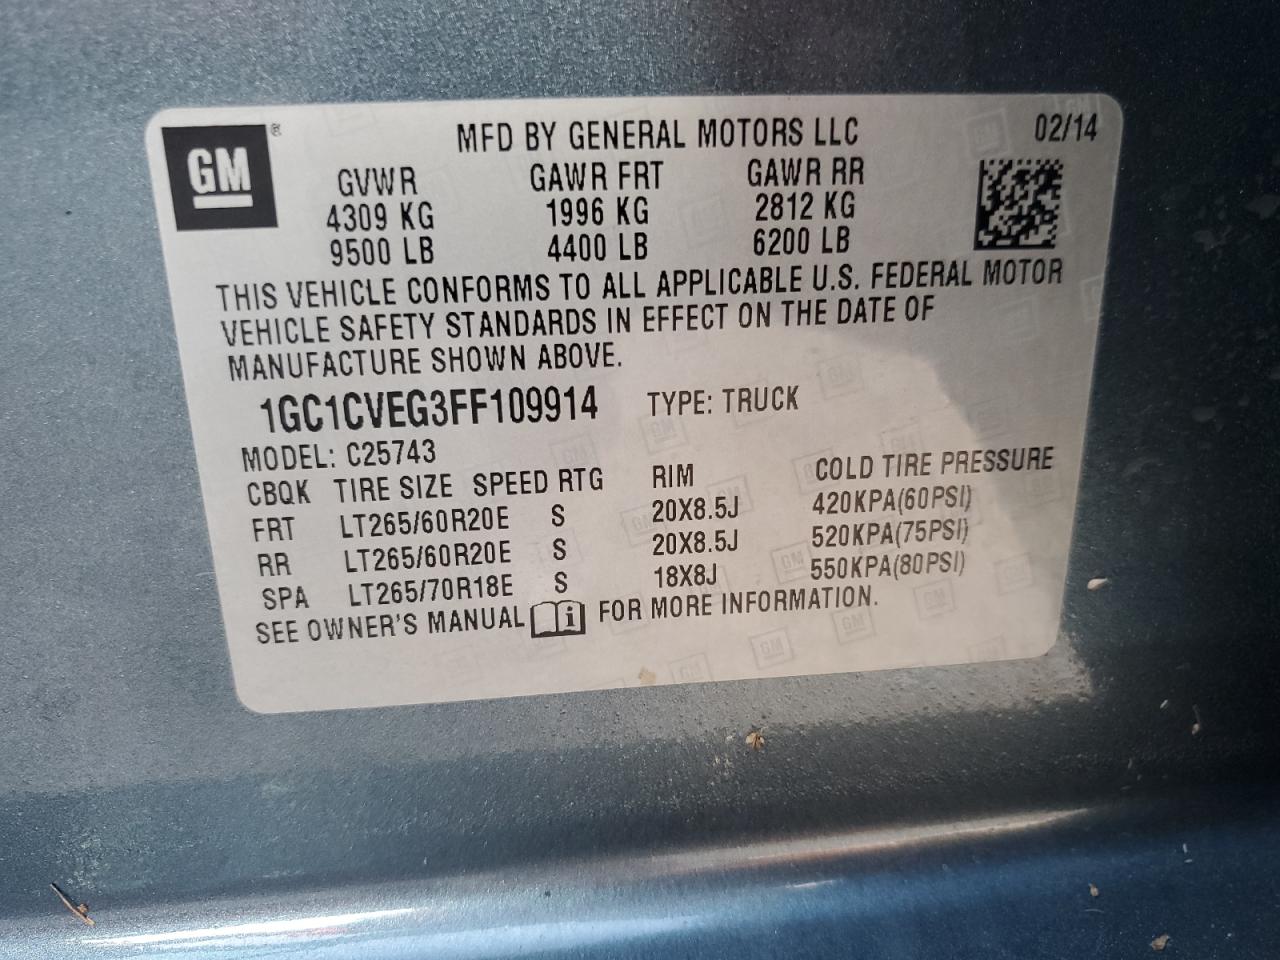 GM ®
MFD BY GENERAL MOTORS LLC 02/14
GVWR GAWR FRT GAWR RR
4309 KG 1996 KG 2812 KG
9500 LB 4400 LB 6200 LB
THIS VEHICLE CONFORMS TO ALL APPLICABLE U.S. FEDERAL MOTOR
VEHICLE SAFETY STANDARDS IN EFFECT ON THE DATE OF
MANUFACTURE SHOWN ABOVE.
1GC1CVEG3FF109914 TYPE: TRUCK
MODEL: C25743
CBQK TIRE SIZE SPEED RTG RIM COLD TIRE PRESSURE
FRT LT265/60R20E S 20X8.5J 420KPA(60PSI)
RR LT265/60R20E S 20X8.5J 520KPA(75PSI)
SPA LT265/70R18E S 18X8J 550KPA(80PSI)
SEE OWNER'S MANUAL i FOR MORE INFORMATION.